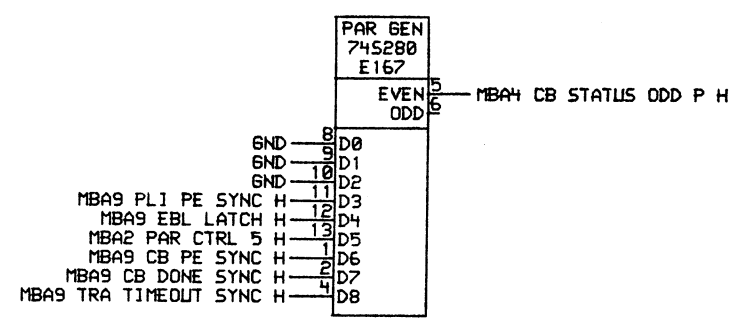 PAR GEN
74S280
E167
EVEN 5 MBA4 CB STATUS ODD P H
ODD 6
GND 8 D0
GND 9 D1
GND 10 D2
MBA9 PLI PE SYNC H 11 D3
MBA9 EBL LATCH H 12 D4
MBA2 PAR CTRL 5 H 13 D5
MBA9 CB PE SYNC H 1 D6
MBA9 CB DONE SYNC H 2 D7
MBA9 TRA TIMEOUT SYNC H 4 D8